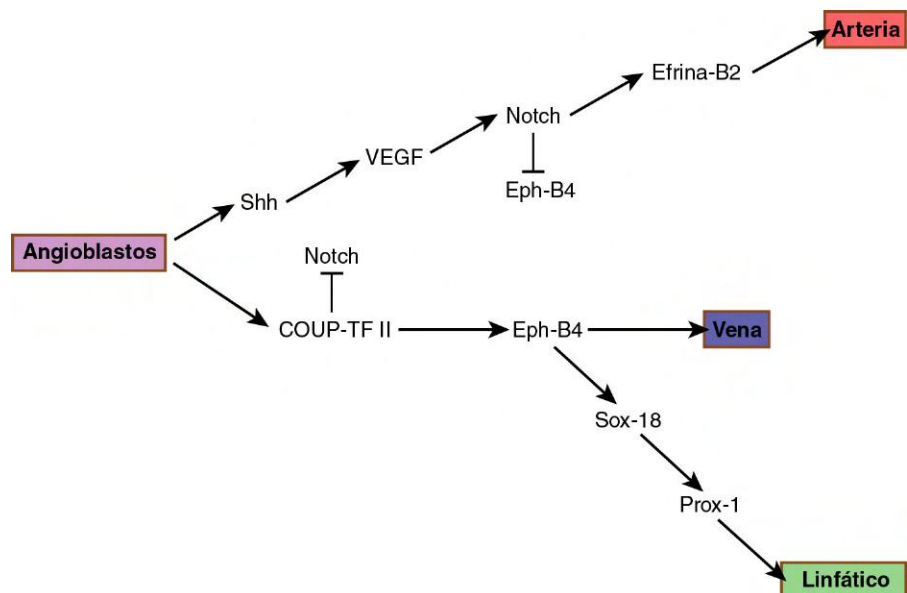 Arteria
Efrina-B2
Notch
VEGF
Eph-B4
Shh
Angioblastos
Notch
COUP-TF II
Eph-B4
Vena
Sox-18
Prox-1
Linfático